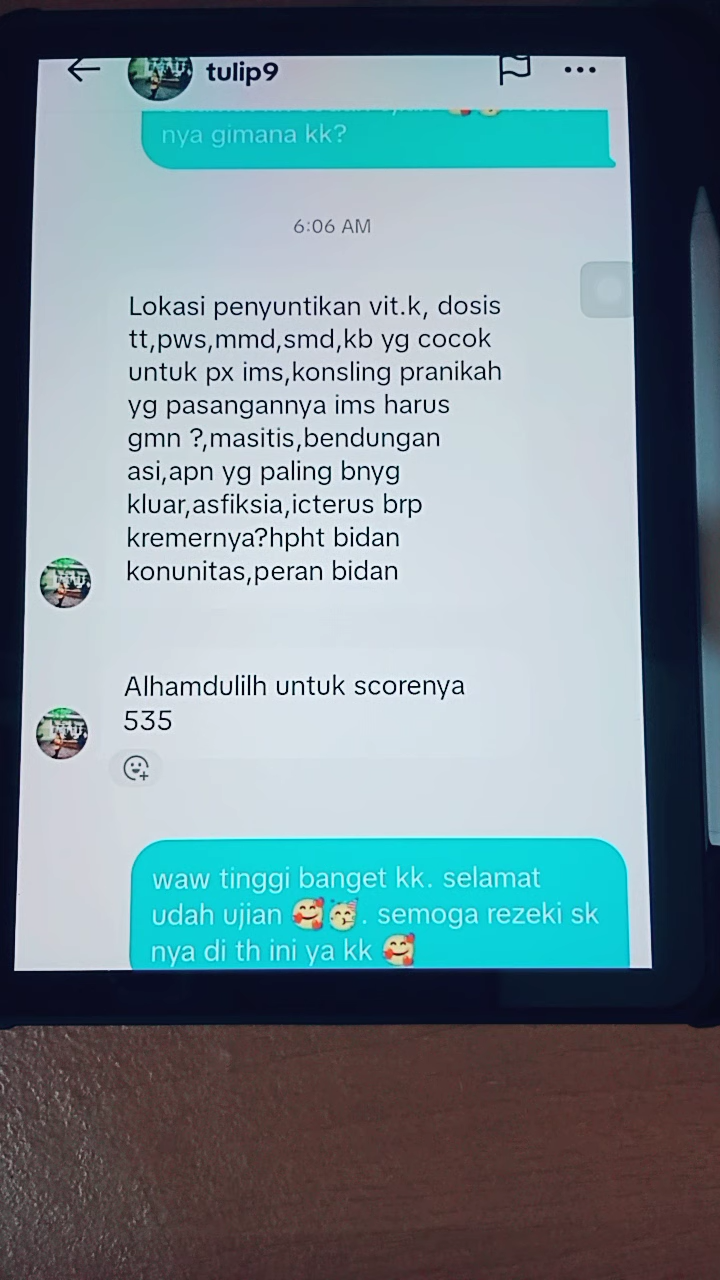 tulip9
nya gimana kk?
6:06 AM
Lokasi penyuntikan vit.k, dosis
tt,pws,mmd,smd,kb yg cocok
untuk px ims,konsling pranikah
yg pasangannya ims harus
gmn ?,masitis,bendungan
asi,apn yg paling bnyg
kluar,asfiksia,icterus brp
kremernya?hpht bidan
konunitas,peran bidan
Alhamdulilh untuk scorenya
535
waw tinggi banget kk. selamat
udah ujian 🥰🥳. semoga rezeki sk
nya di th ini ya kk 🥰